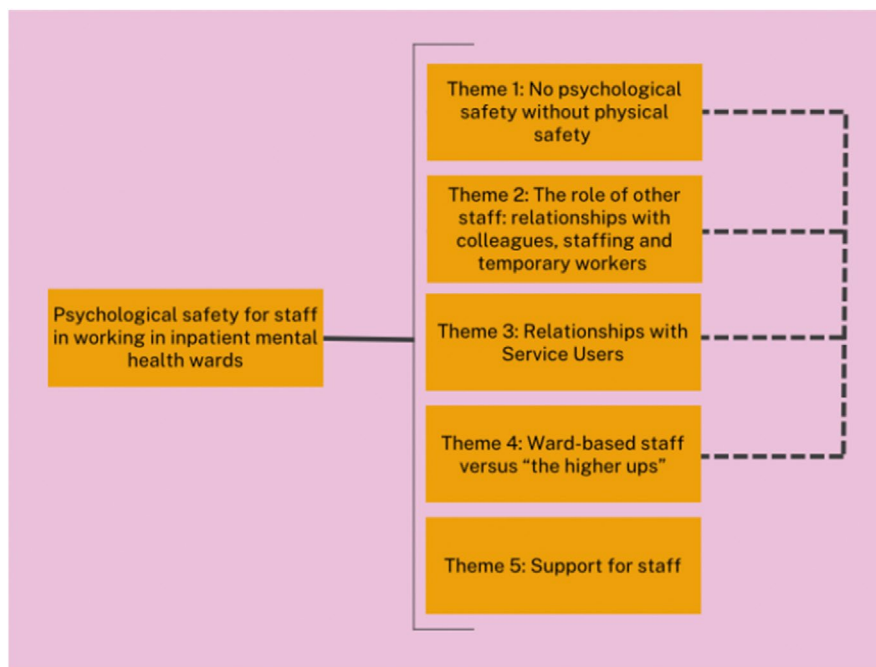 Psychological safety for staff
in working in inpatient mental
health wards
Theme 1: No psychological
safety without physical
safety
Theme 2: The role of other
staff: relationships with
colleagues, staffing and
temporary workers
Theme 3: Relationships with
Service Users
Theme 4: Ward-based staff
versus “the higher ups”
Theme 5: Support for staff